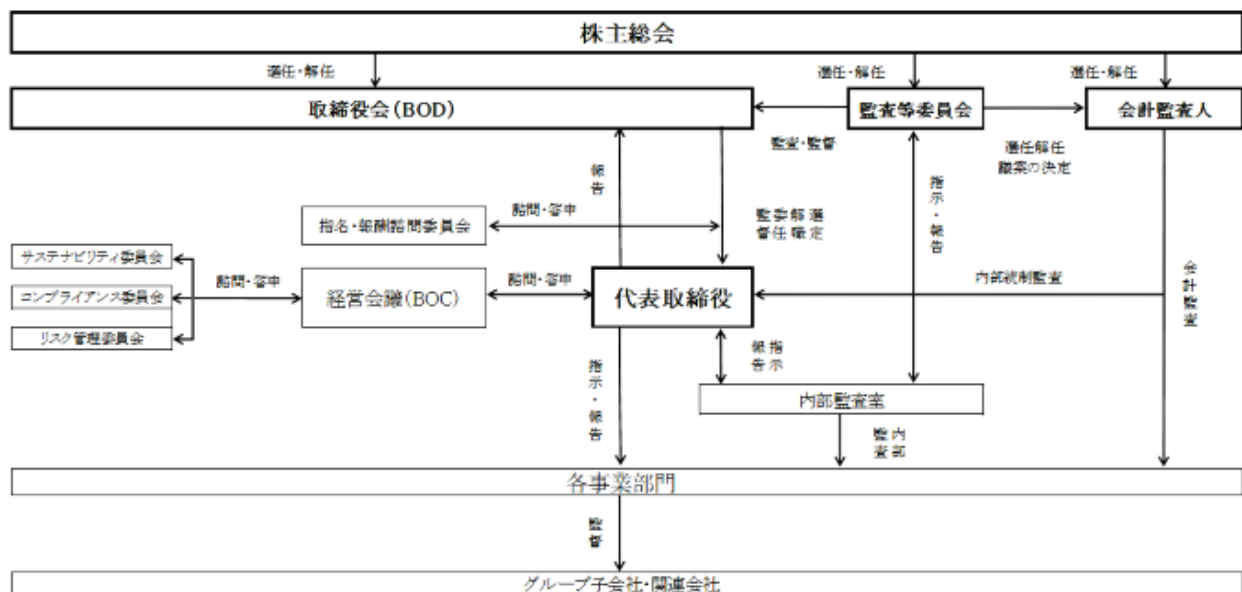 株主総会
選任・解任
選任・解任
選任・解任
取締役会(BOD)
監査等委員会
会計監査人
監査・監督
選任解任
議案の決定
報告
指示・報告
諮問・答申
指名・報酬諮問委員会
選定
解職
委任
監督
サステナビリティ委員会
コンプライアンス委員会
リスク管理委員会
諮問・答申
経営会議(BOC)
諮問・答申
代表取締役
内部統制監査
会計監査
指示
報告
指示・報告
内部監査室
内部
監査
各事業部門
グループ子会社・関連会社